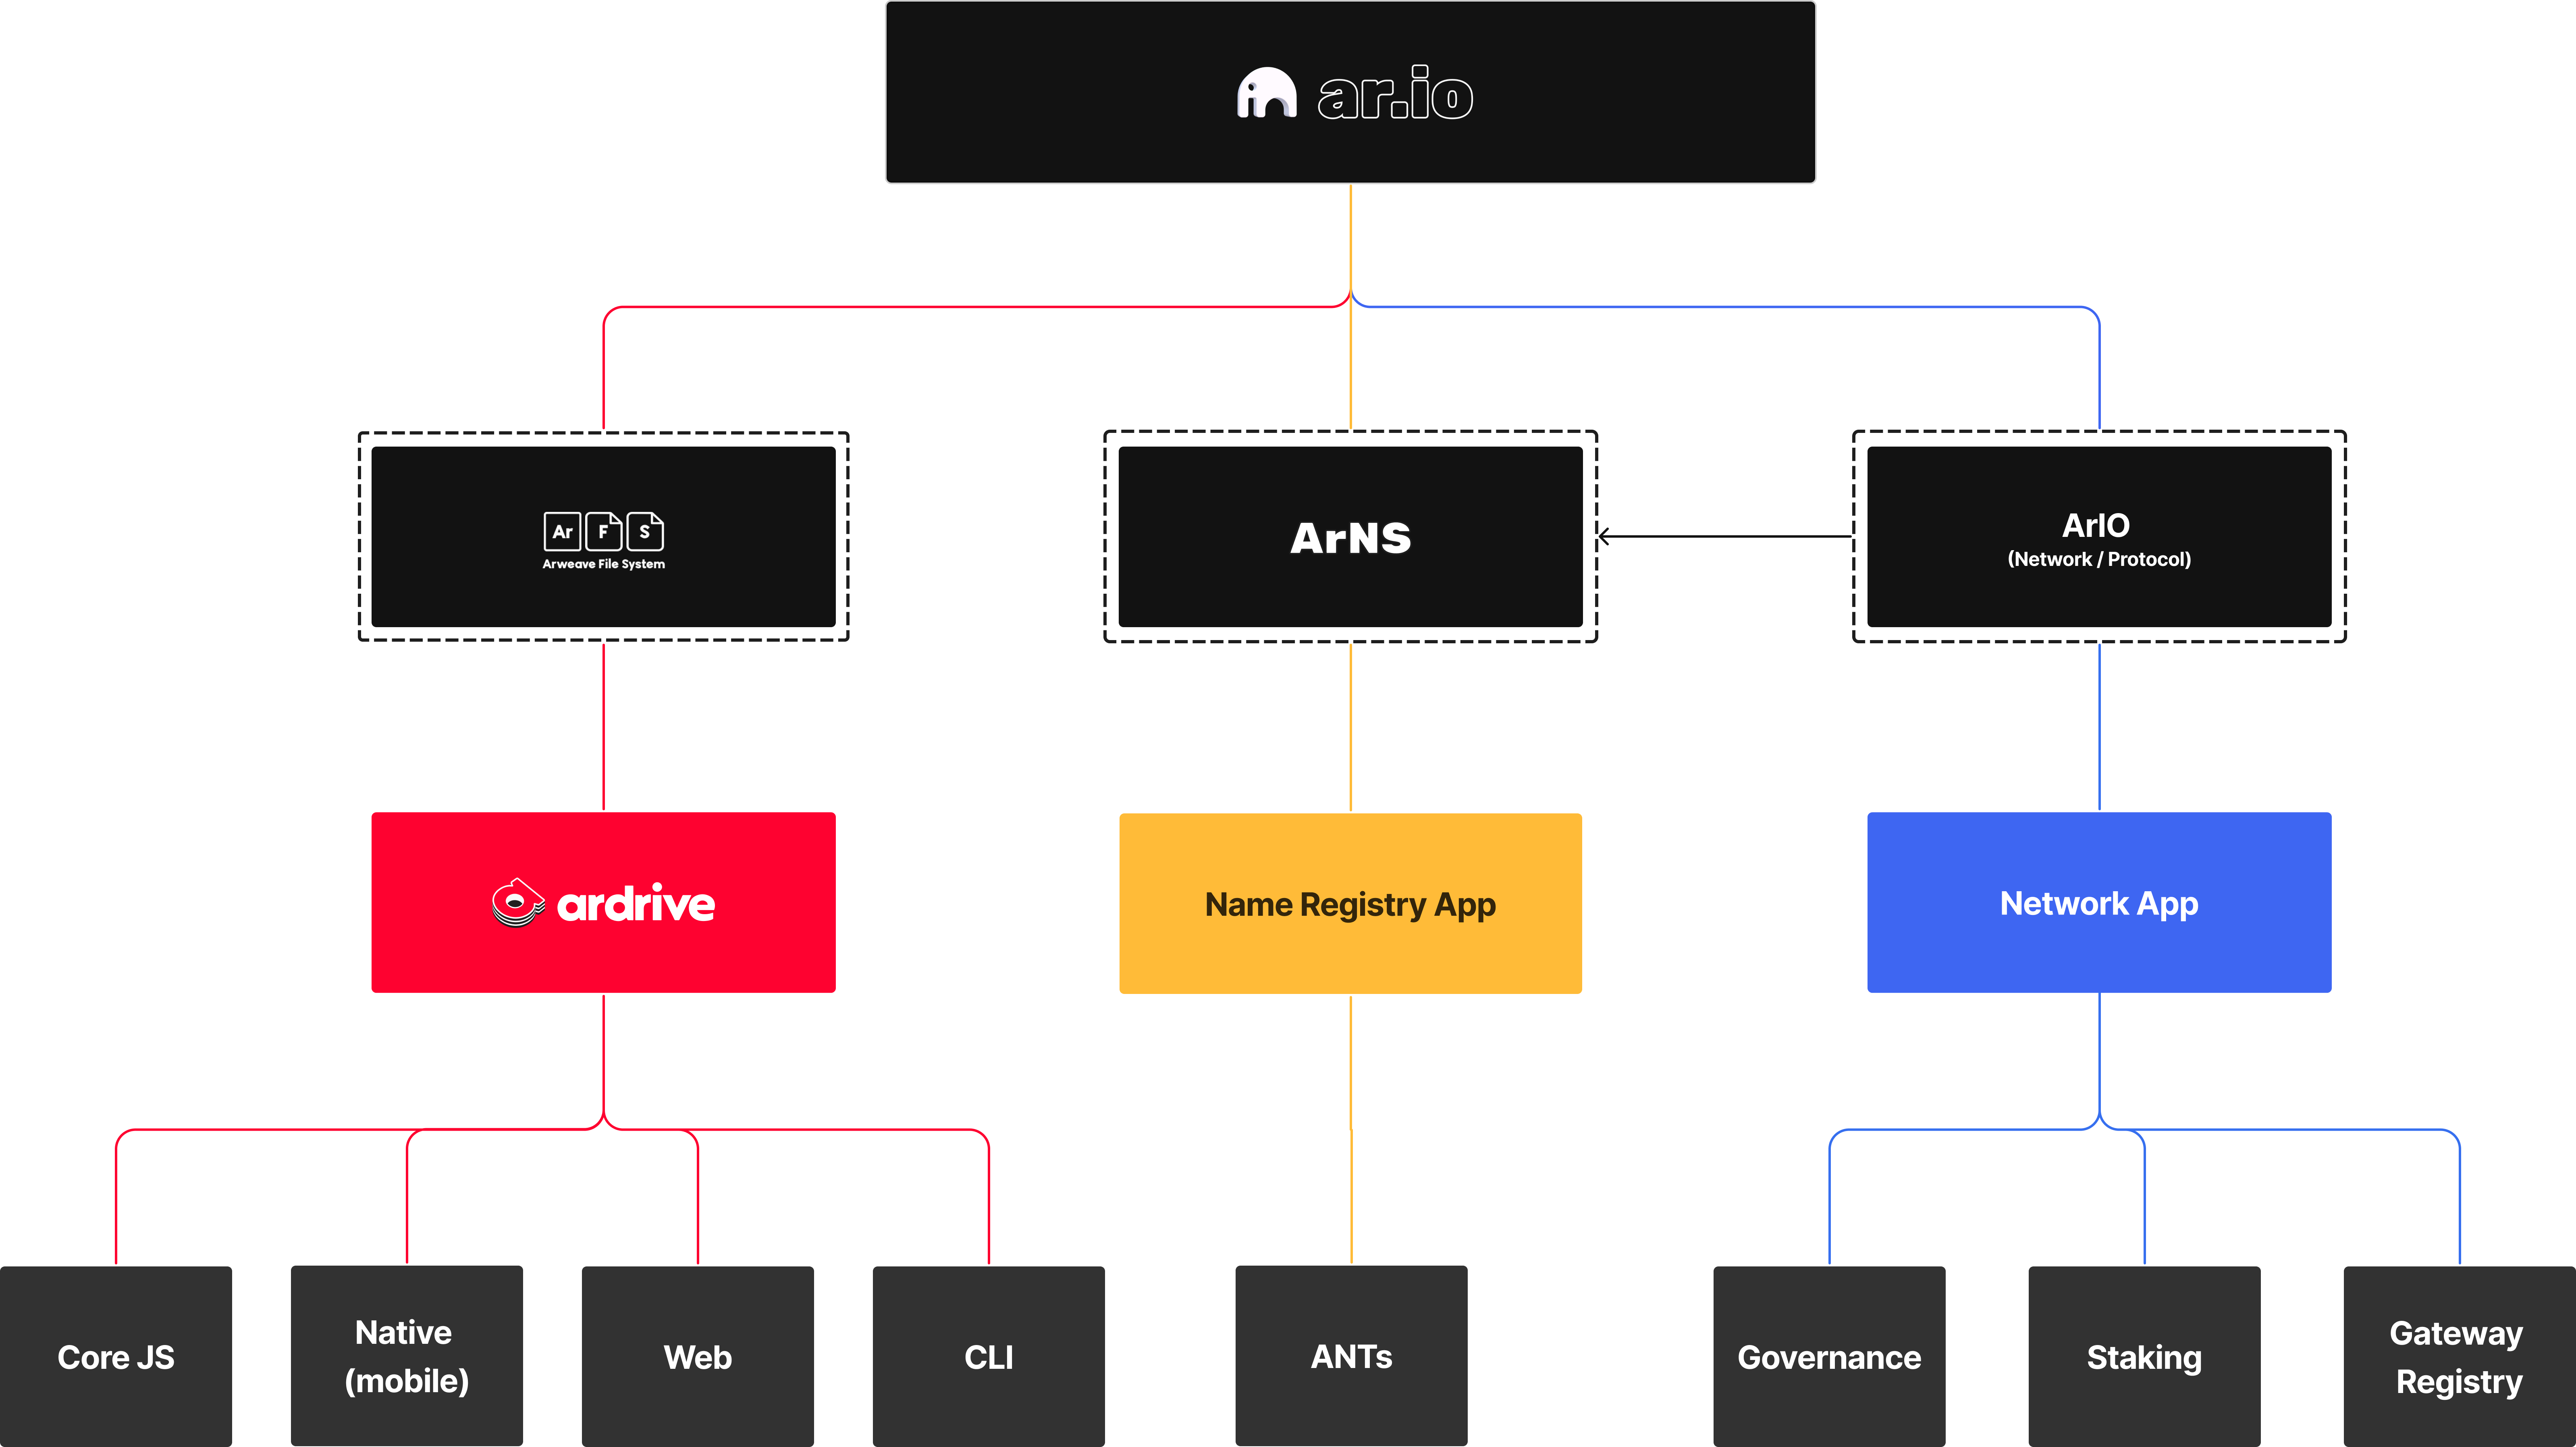 ar.io
Ar F S
Arweave File System
ArNS
ArIO
(Network / Protocol)
ardrive
Name Registry App
Network App
Core JS
Native
(mobile)
Web
CLI
ANTs
Governance
Staking
Gateway
Registry